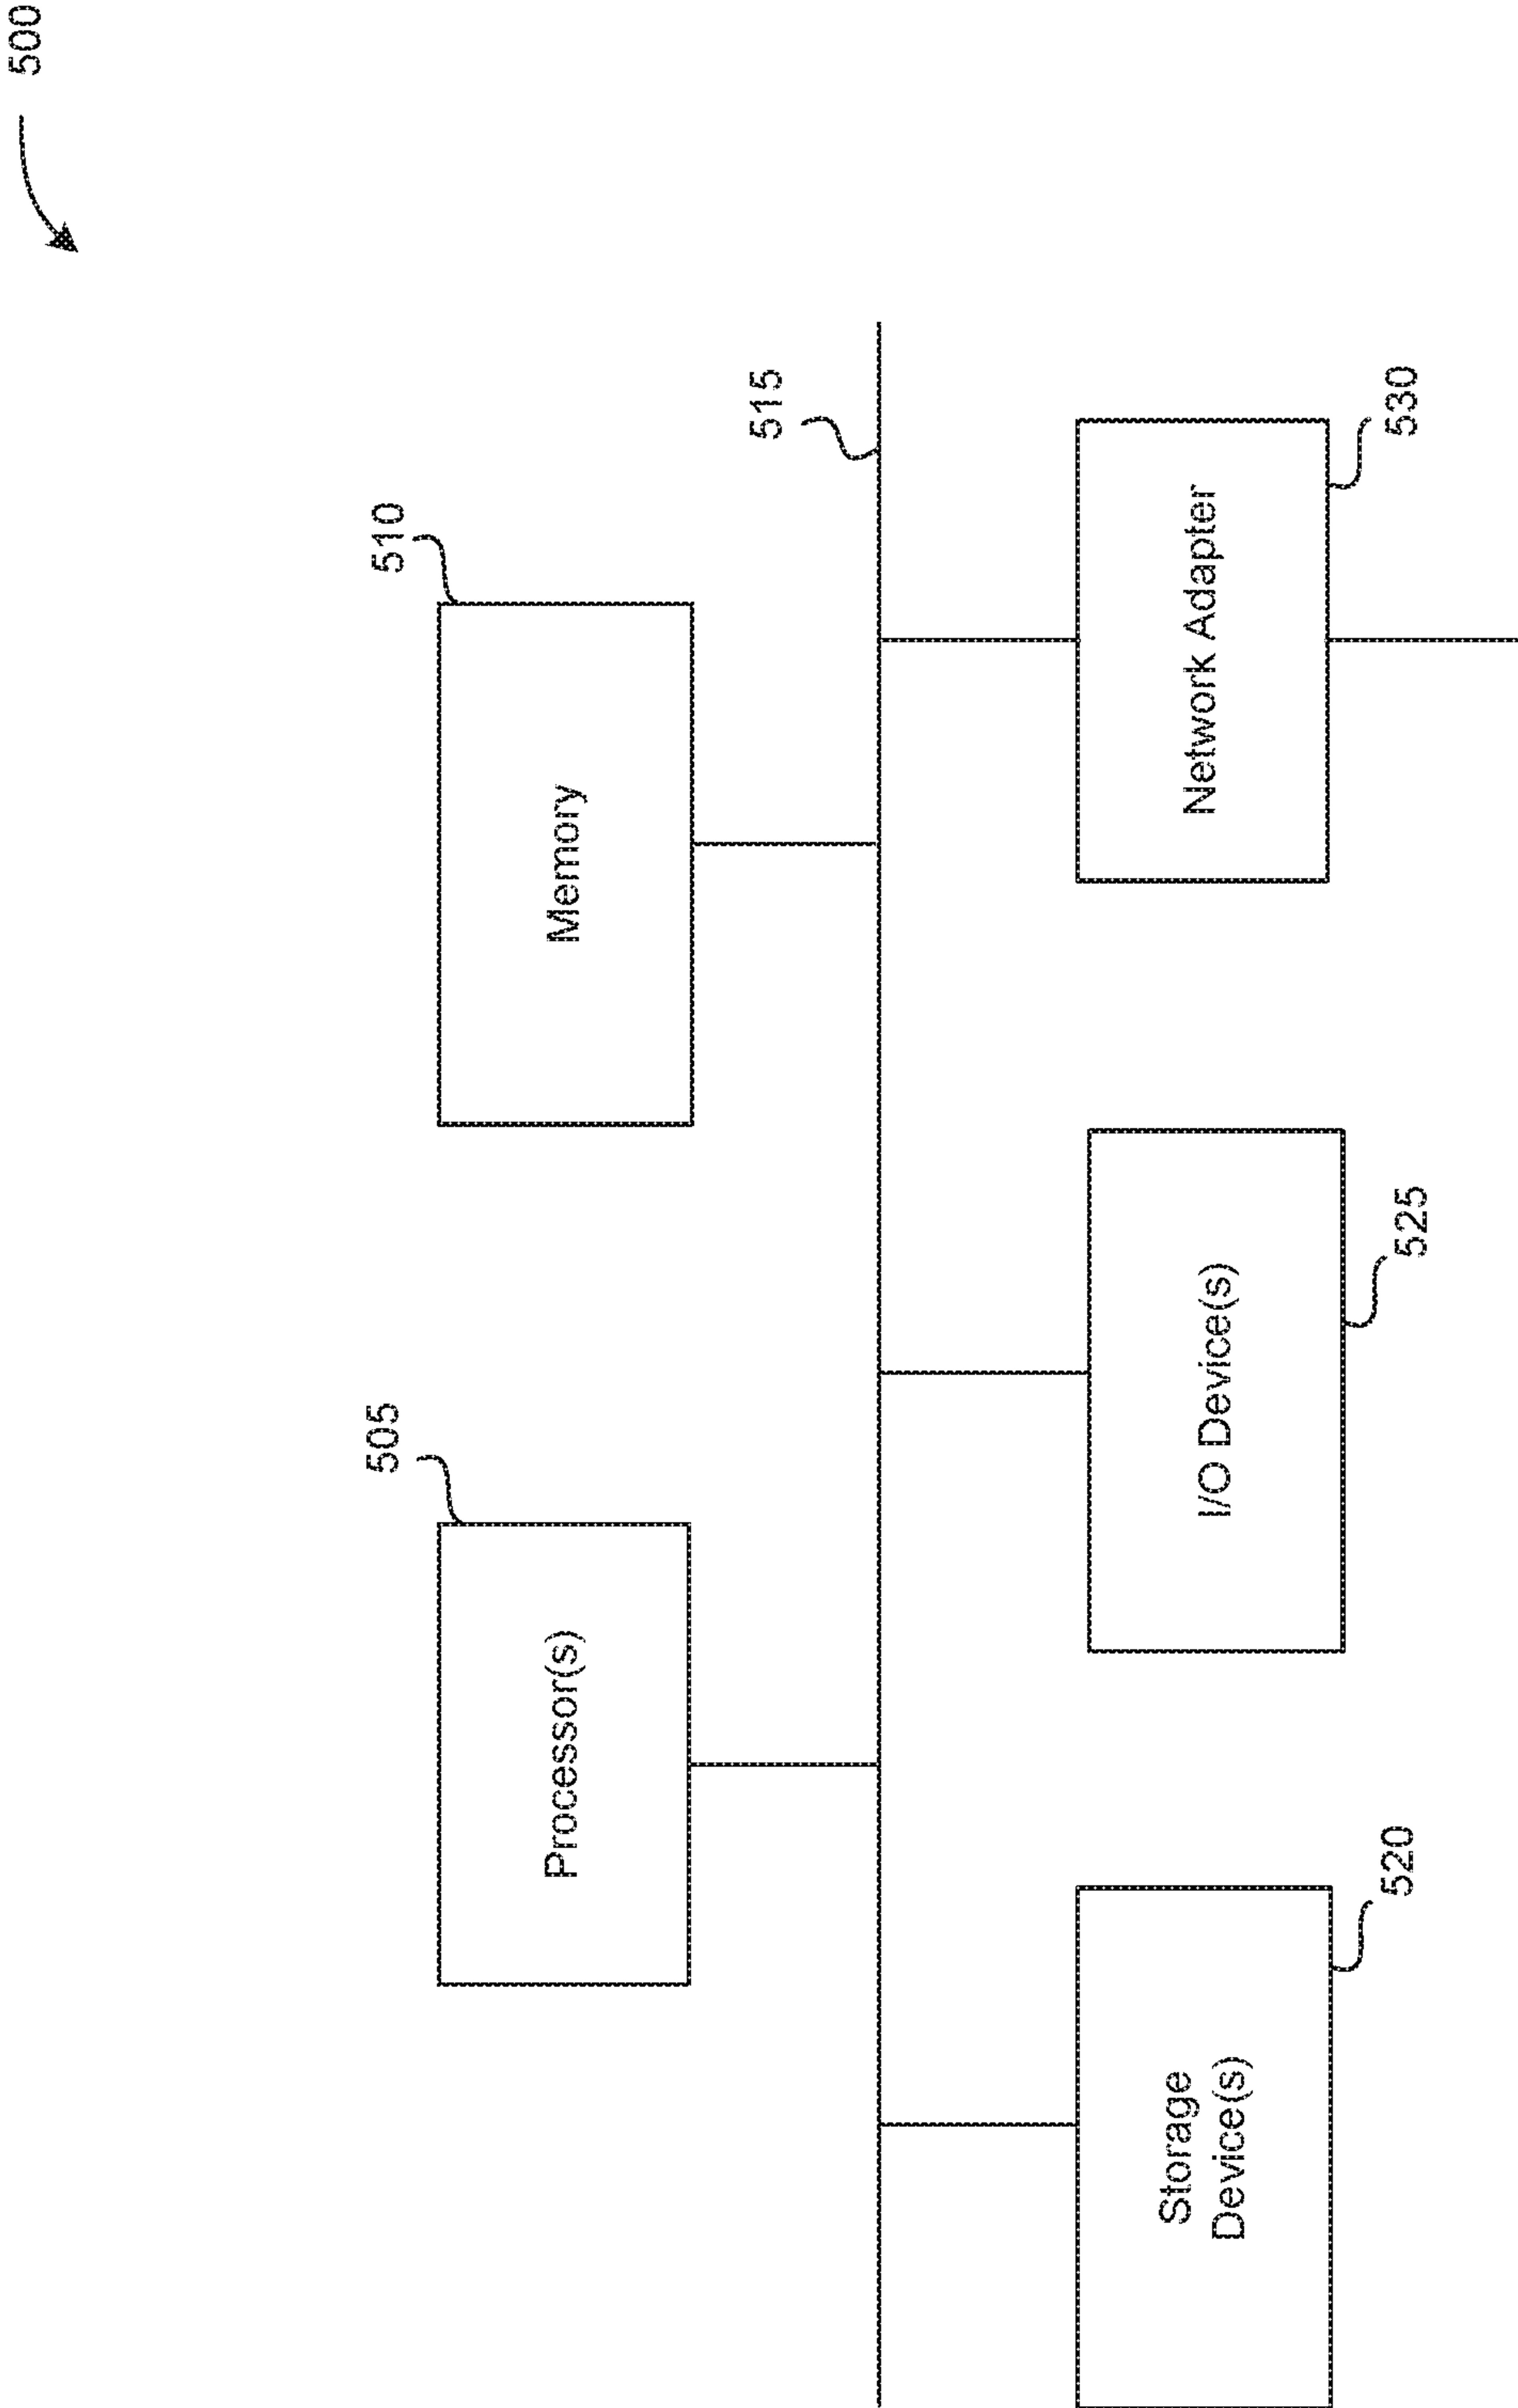 500
505
Processor(s)
510
Memory
515
Storage
Device(s)
520
I/O Device(s)
525
Network Adapter
530